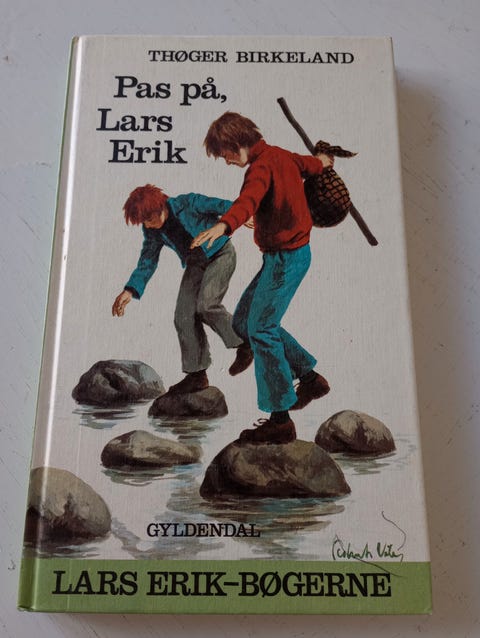 THØGER BIRKELAND
Pas på,
Lars
Erik
GYLDENDAL
LARS ERIK-BØGERNE